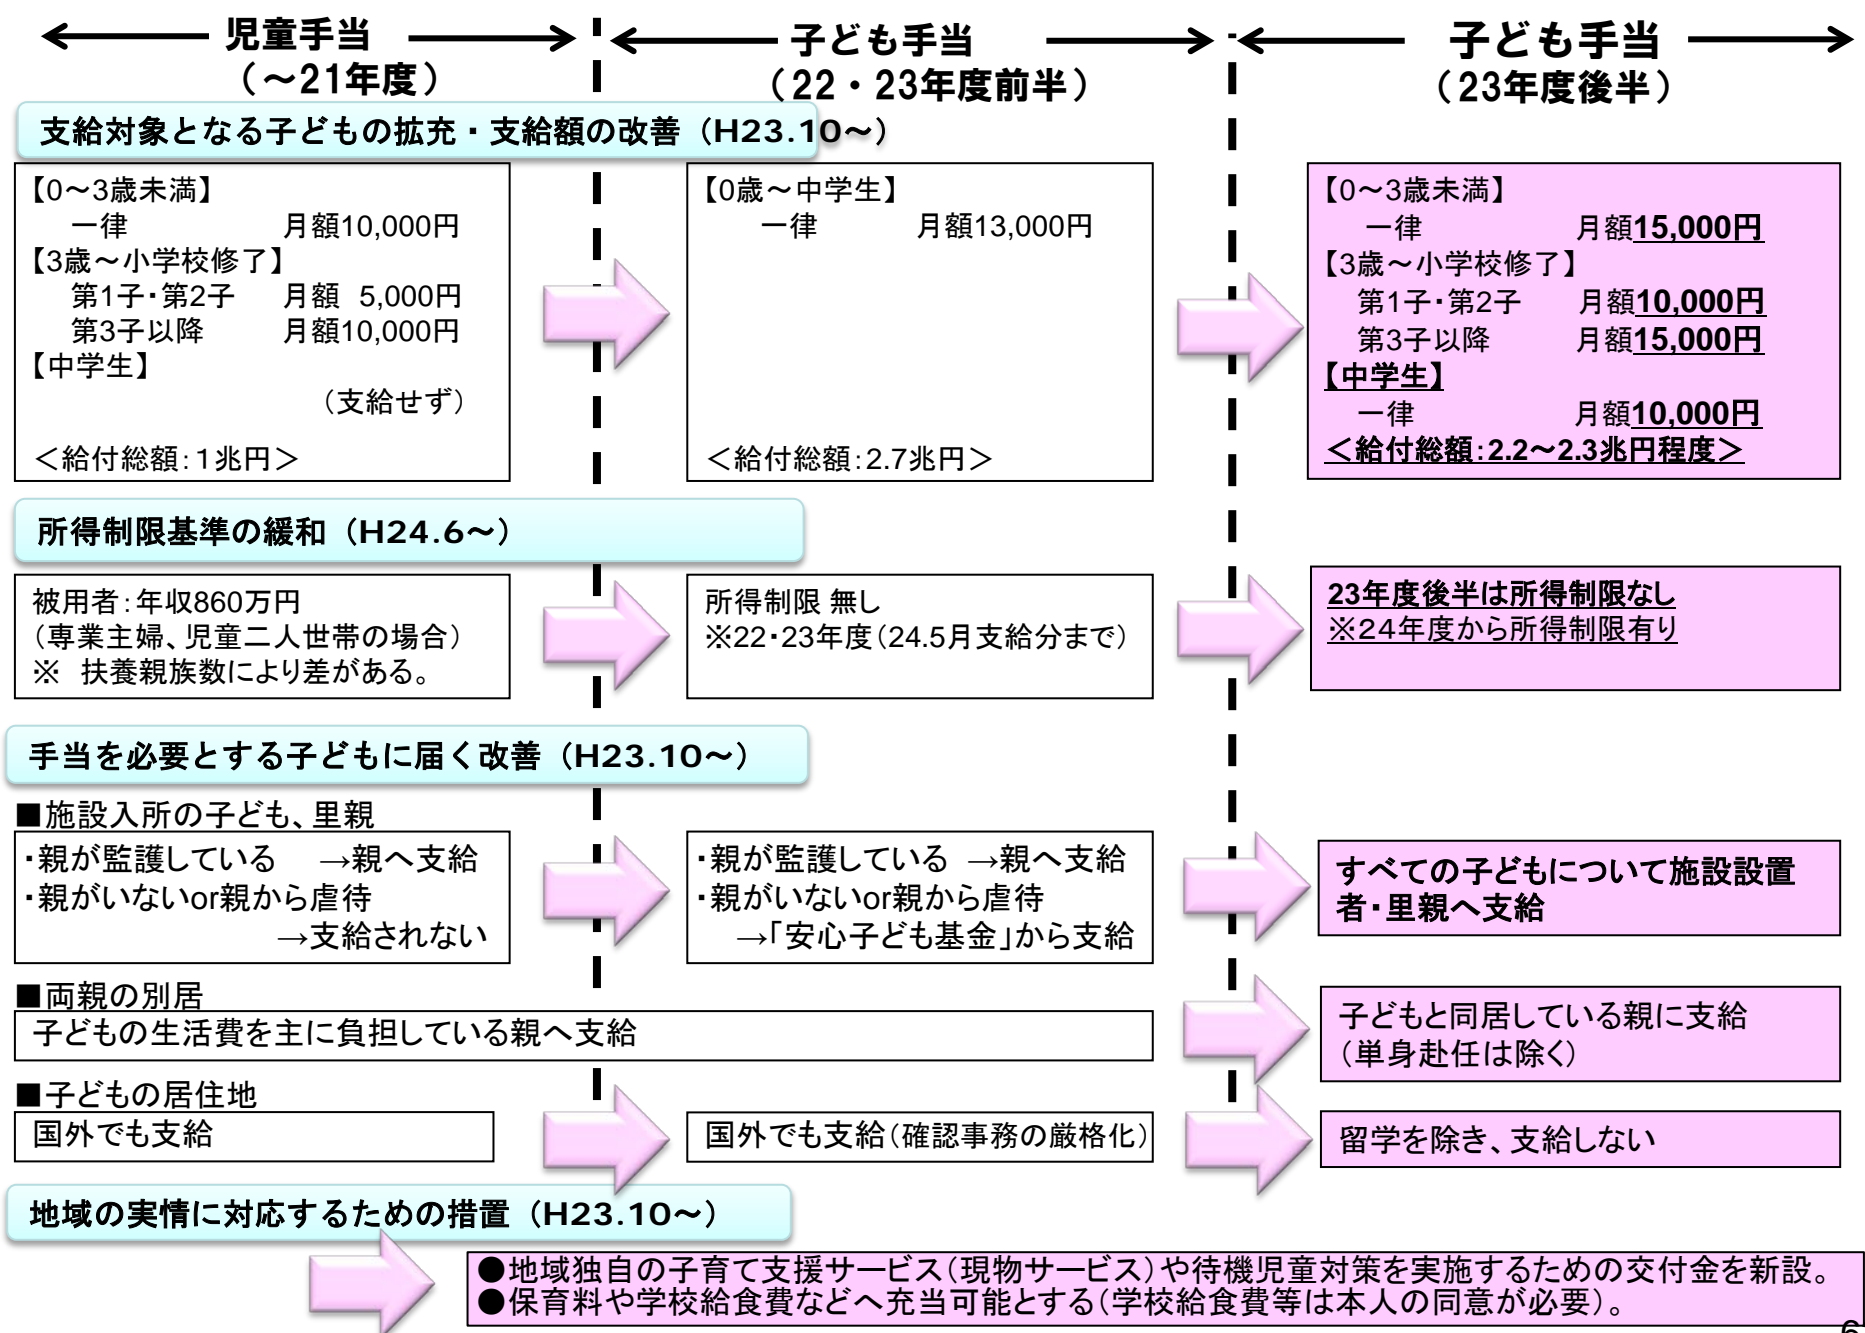 児童手当
（～21年度）
子ども手当
（22・23年度前半）
子ども手当
（23年度後半）
支給対象となる子どもの拡充・支給額の改善（H23.10～）
【0～3歳未満】
一律 月額10,000円
【3歳～小学校修了】
第1子・第2子 月額 5,000円
第3子以降 月額10,000円
【中学生】
（支給せず）
＜給付総額：１兆円＞
【0歳～中学生】
一律 月額13,000円
＜給付総額：2.7兆円＞
【0～3歳未満】
一律 月額15,000円
【3歳～小学校修了】
第1子・第2子 月額10,000円
第3子以降 月額15,000円
【中学生】
一律 月額10,000円
＜給付総額：2.2～2.3兆円程度＞
所得制限基準の緩和（H24.6～）
被用者：年収860万円
（専業主婦、児童二人世帯の場合）
※ 扶養親族数により差がある。
所得制限 無し
※22・23年度（24.5月支給分まで）
23年度後半は所得制限なし
※２４年度から所得制限有り
手当を必要とする子どもに届く改善（H23.10～）
■施設入所の子ども、里親
・親が監護している →親へ支給
・親がいないor親から虐待
→支給されない
・親が監護している →親へ支給
・親がいないor親から虐待
→「安心子ども基金」から支給
すべての子どもについて施設設置
者・里親へ支給
■両親の別居
子どもの生活費を主に負担している親へ支給
子どもと同居している親に支給
（単身赴任は除く）
■子どもの居住地
国外でも支給
国外でも支給（確認事務の厳格化）
留学を除き、支給しない
地域の実情に対応するための措置（H23.10～）
●地域独自の子育て支援サービス（現物サービス）や待機児童対策を実施するための交付金を新設。
●保育料や学校給食費などへ充当可能とする（学校給食費等は本人の同意が必要）。